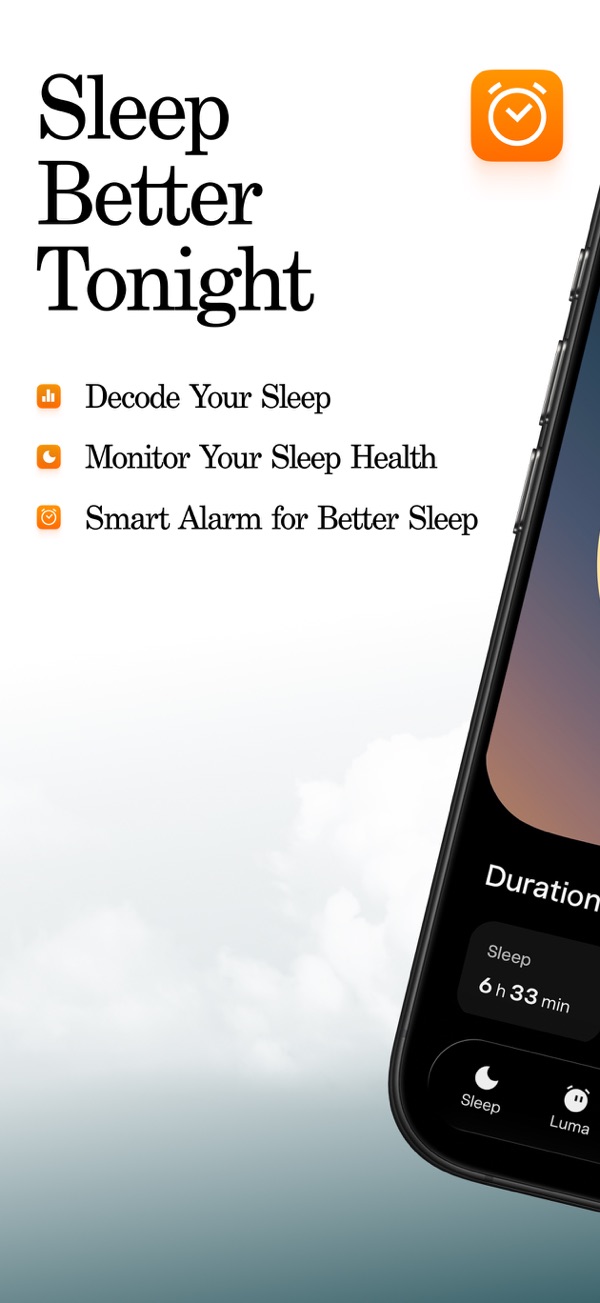 Sleep
Better
Tonight
Decode Your Sleep
Monitor Your Sleep Health
Smart Alarm for Better Sleep
Duration
Sleep
6 h 33 min
Sleep
Luma